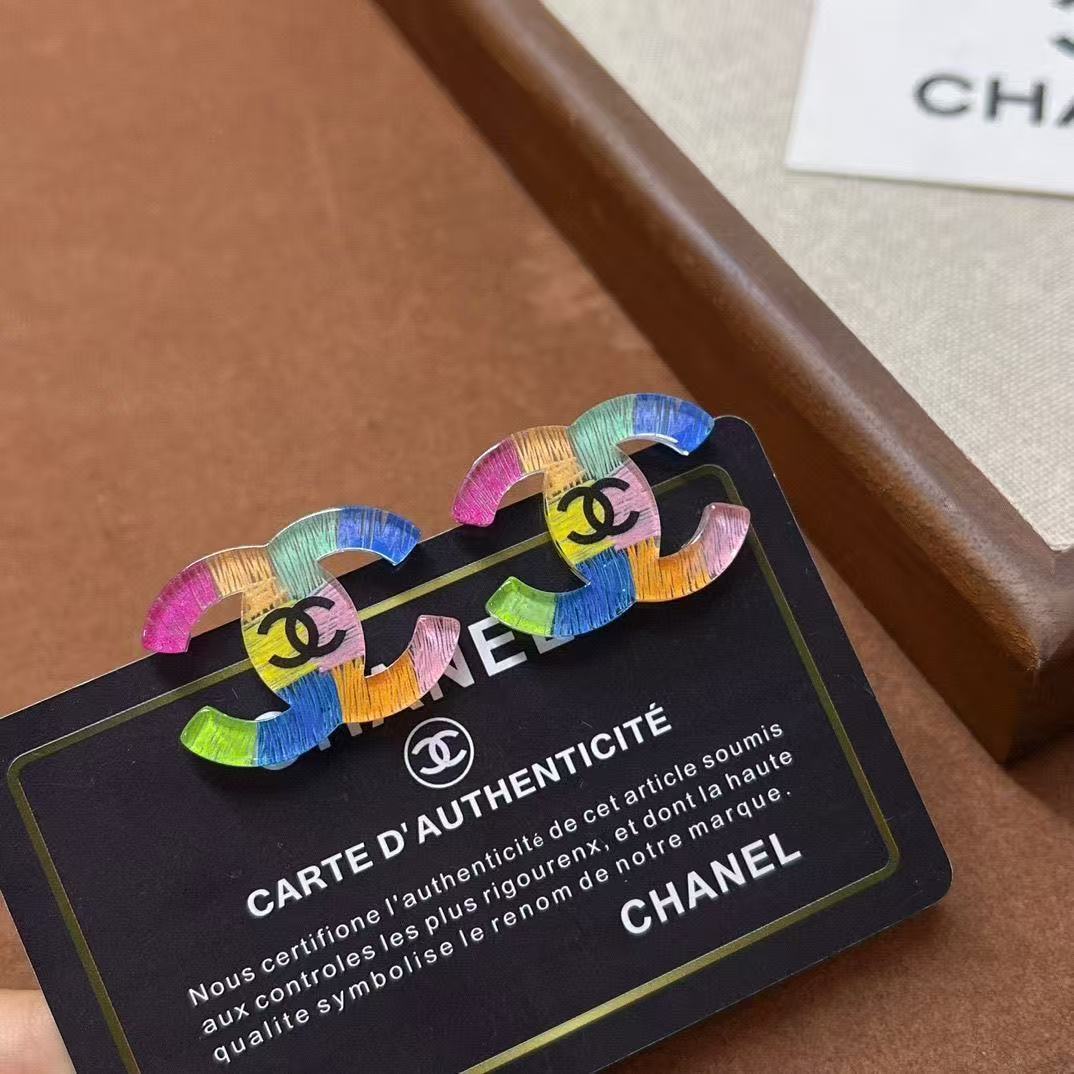 CHA
CHANEL
CARTE D'AUTHENTICITÉ
Nous certifione l'authenticité de cet article soumis
aux controles les plus rigourenx, et dont la haute
qualite symbolise le renom de notre marque.
CHANEL